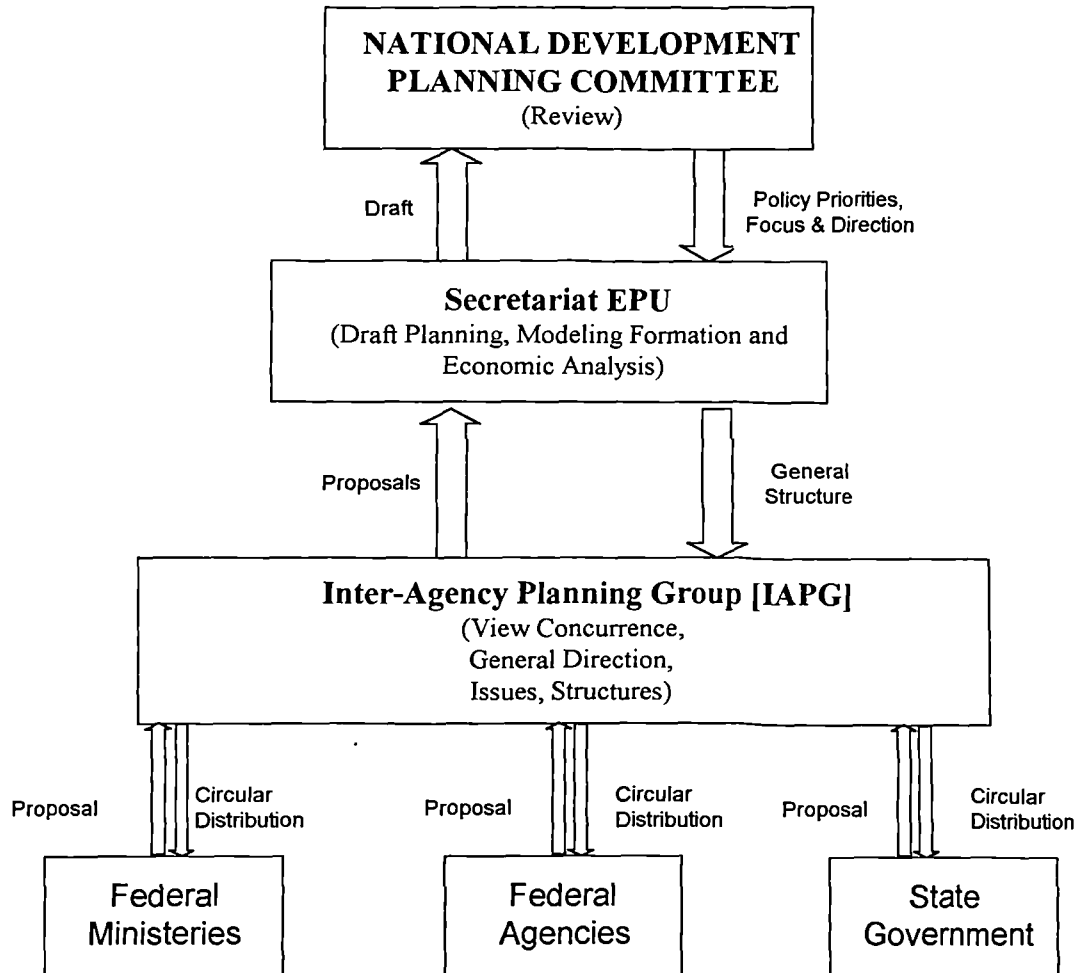 NATIONAL DEVELOPMENT
PLANNING COMMITTEE
(Review)
Draft
Policy Priorities,
Focus & Direction
Secretariat EPU
(Draft Planning, Modeling Formation and
Economic Analysis)
Proposals
General
Structure
Inter-Agency Planning Group [IAPG]
(View Concurrence,
General Direction,
Issues, Structures)
Proposal
Circular
Distribution
Proposal
Circular
Distribution
Proposal
Circular
Distribution
Federal
Ministeries
Federal
Agencies
State
Government